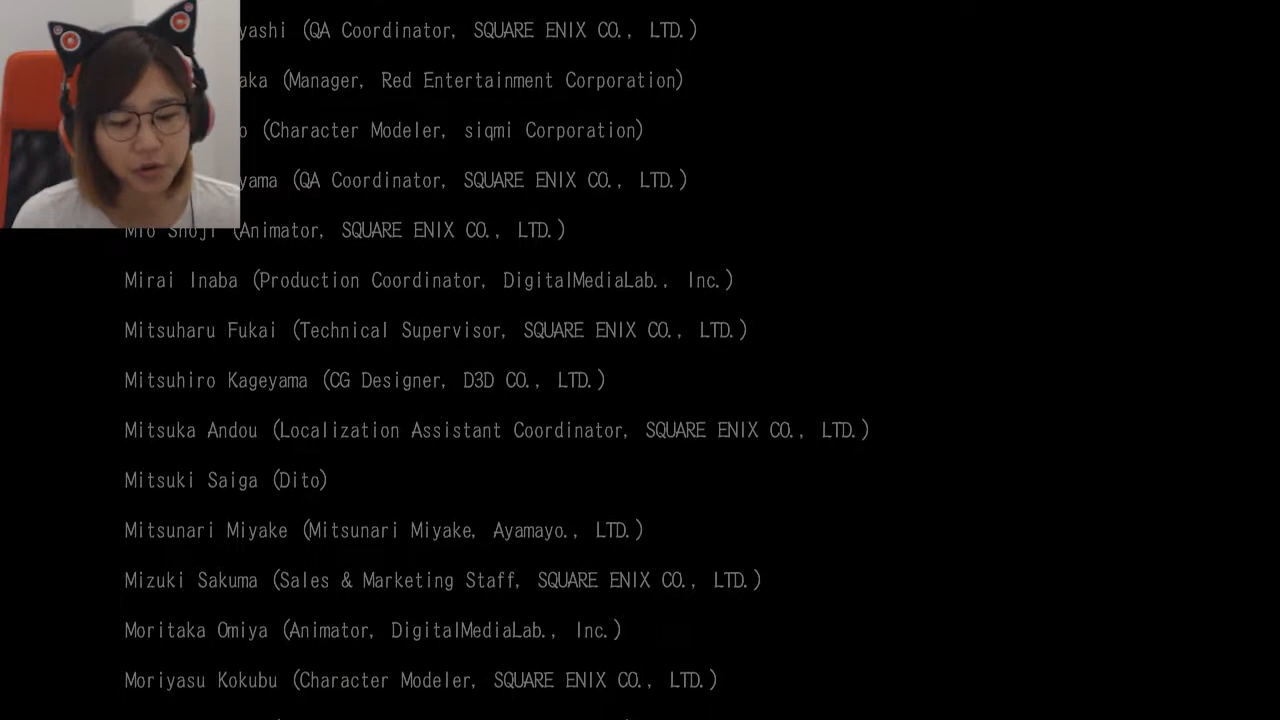 yashi (QA Coordinator, SQUARE ENIX CO., LTD.)
aka (Manager, Red Entertainment Corporation)
o (Character Modeler, siqmi Corporation)
yama (QA Coordinator, SQUARE ENIX CO., LTD.)
Mio Shoji (Animator, SQUARE ENIX CO., LTD.)
Mirai Inaba (Production Coordinator, DigitalMediaLab., Inc.)
Mitsuharu Fukai (Technical Supervisor, SQUARE ENIX CO., LTD.)
Mitsuhiro Kageyama (CG Designer, D3D CO., LTD.)
Mitsuka Andou (Localization Assistant Coordinator, SQUARE ENIX CO., LTD.)
Mitsuki Saiga (Dito)
Mitsunari Miyake (Mitsunari Miyake, Ayamayo., LTD.)
Mizuki Sakuma (Sales & Marketing Staff, SQUARE ENIX CO., LTD.)
Moritaka Omiya (Animator, DigitalMediaLab., Inc.)
Moriyasu Kokubu (Character Modeler, SQUARE ENIX CO., LTD.)